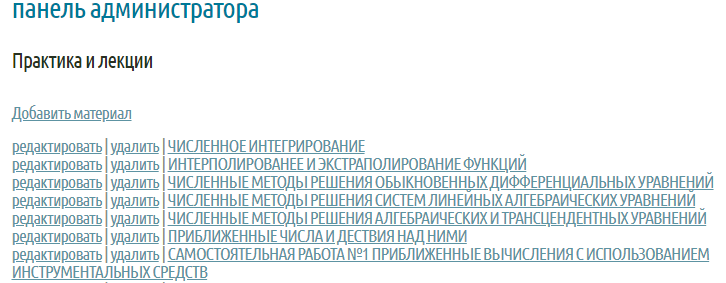 панель администратора
Практика и лекции
Добавить материал
редактировать | удалить | ЧИСЛЕННОЕ ИНТЕГРИРОВАНИЕ
редактировать | удалить | ИНТЕРПОЛИРОВАНЕЕ И ЭКСТРАПОЛИРОВАНИЕ ФУНКЦИЙ
редактировать | удалить | ЧИСЛЕННЫЕ МЕТОДЫ РЕШЕНИЯ ОБЫКНОВЕННЫХ ДИФФЕРЕНЦИАЛЬНЫХ УРАВНЕНИЙ
редактировать | удалить | ЧИСЛЕННЫЕ МЕТОДЫ РЕШЕНИЯ СИСТЕМ ЛИНЕЙНЫХ АЛГЕБРАИЧЕСКИХ УРАВНЕНИЙ
редактировать | удалить | ЧИСЛЕННЫЕ МЕТОДЫ РЕШЕНИЯ АЛГЕБРАИЧЕСКИХ И ТРАНСЦЕНДЕНТНЫХ УРАВНЕНИЙ
редактировать | удалить | ПРИБЛИЖЕННЫЕ ЧИСЛА И ДЕСТВИЯ НАД НИМИ
редактировать | удалить | САМОСТОЯТЕЛЬНАЯ РАБОТА №1 ПРИБЛИЖЕННЫЕ ВЫЧИСЛЕНИЯ С ИСПОЛЬЗОВАНИЕМ
ИНСТРУМЕНТАЛЬНЫХ СРЕДСТВ